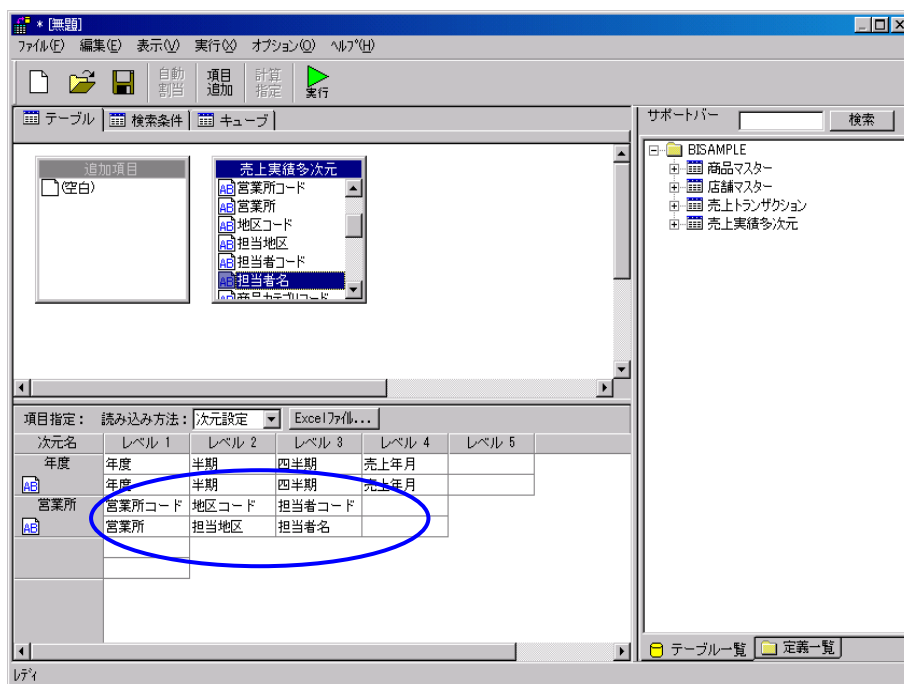 * [無題]
ﾌｧｲﾙ(F) 編集(E) 表示(V) 実行(X) オプション(O) ﾍﾙﾌﾟ(H)
自動割当 項目追加 計算指定 実行
テーブル 検索条件 キューブ
サポートバー 検索
追加項目
(空白)
売上実績多次元
営業所コード
営業所
地区コード
担当地区
担当者コード
担当者名
商品カテゴリコード
BISAMPLE
商品マスター
店舗マスター
売上トランザクション
売上実績多次元
項目指定： 読み込み方法： 次元設定 Excelﾌｧｲﾙ...
次元名 レベル 1 レベル 2 レベル 3 レベル 4 レベル 5
年度 年度 半期 四半期 売上年月
AB 年度 半期 四半期 売上年月
営業所 営業所コード 地区コード 担当者コード
AB 営業所 担当地区 担当者名
テーブル一覧 定義一覧
ﾚﾃﾞｨ